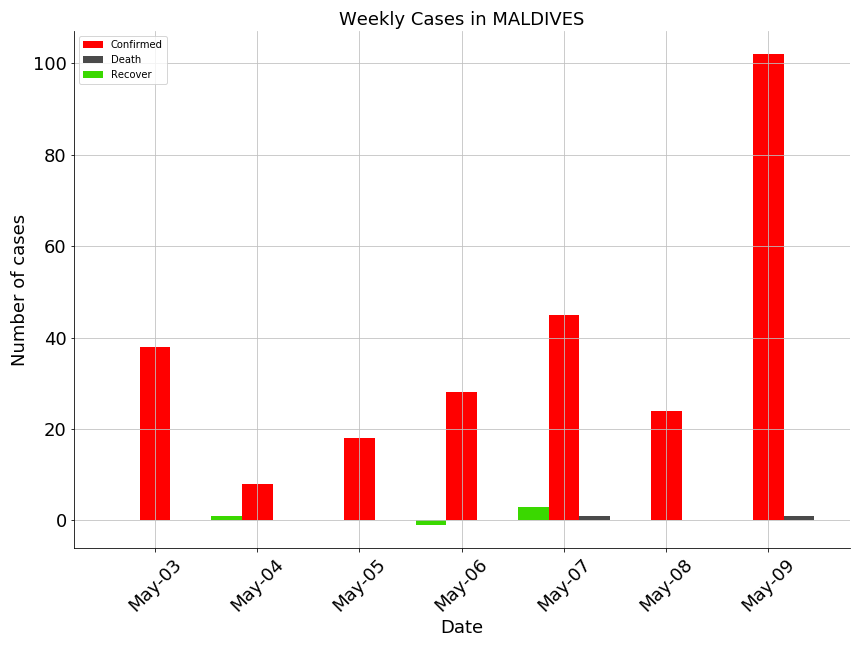 Weekly Cases in MALDIVES
Confirmed
Death
Recover
Number of cases
100
80
60
40
20
0
May-03
May-04
May-05
May-06
May-07
May-08
May-09
Date